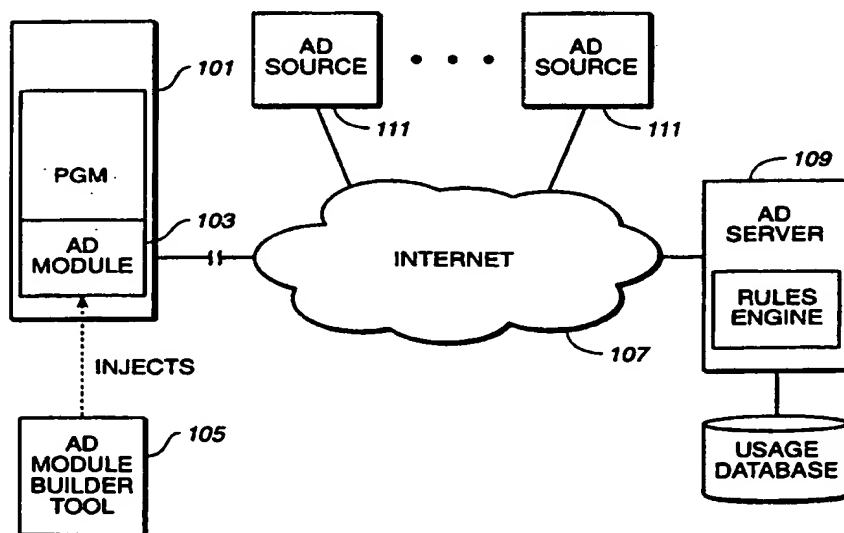 101
PGM
103
AD
MODULE
INJECTS
AD
MODULE
BUILDER
TOOL
105
AD
SOURCE
111
AD
SOURCE
111
INTERNET
107
109
AD
SERVER
RULES
ENGINE
USAGE
DATABASE